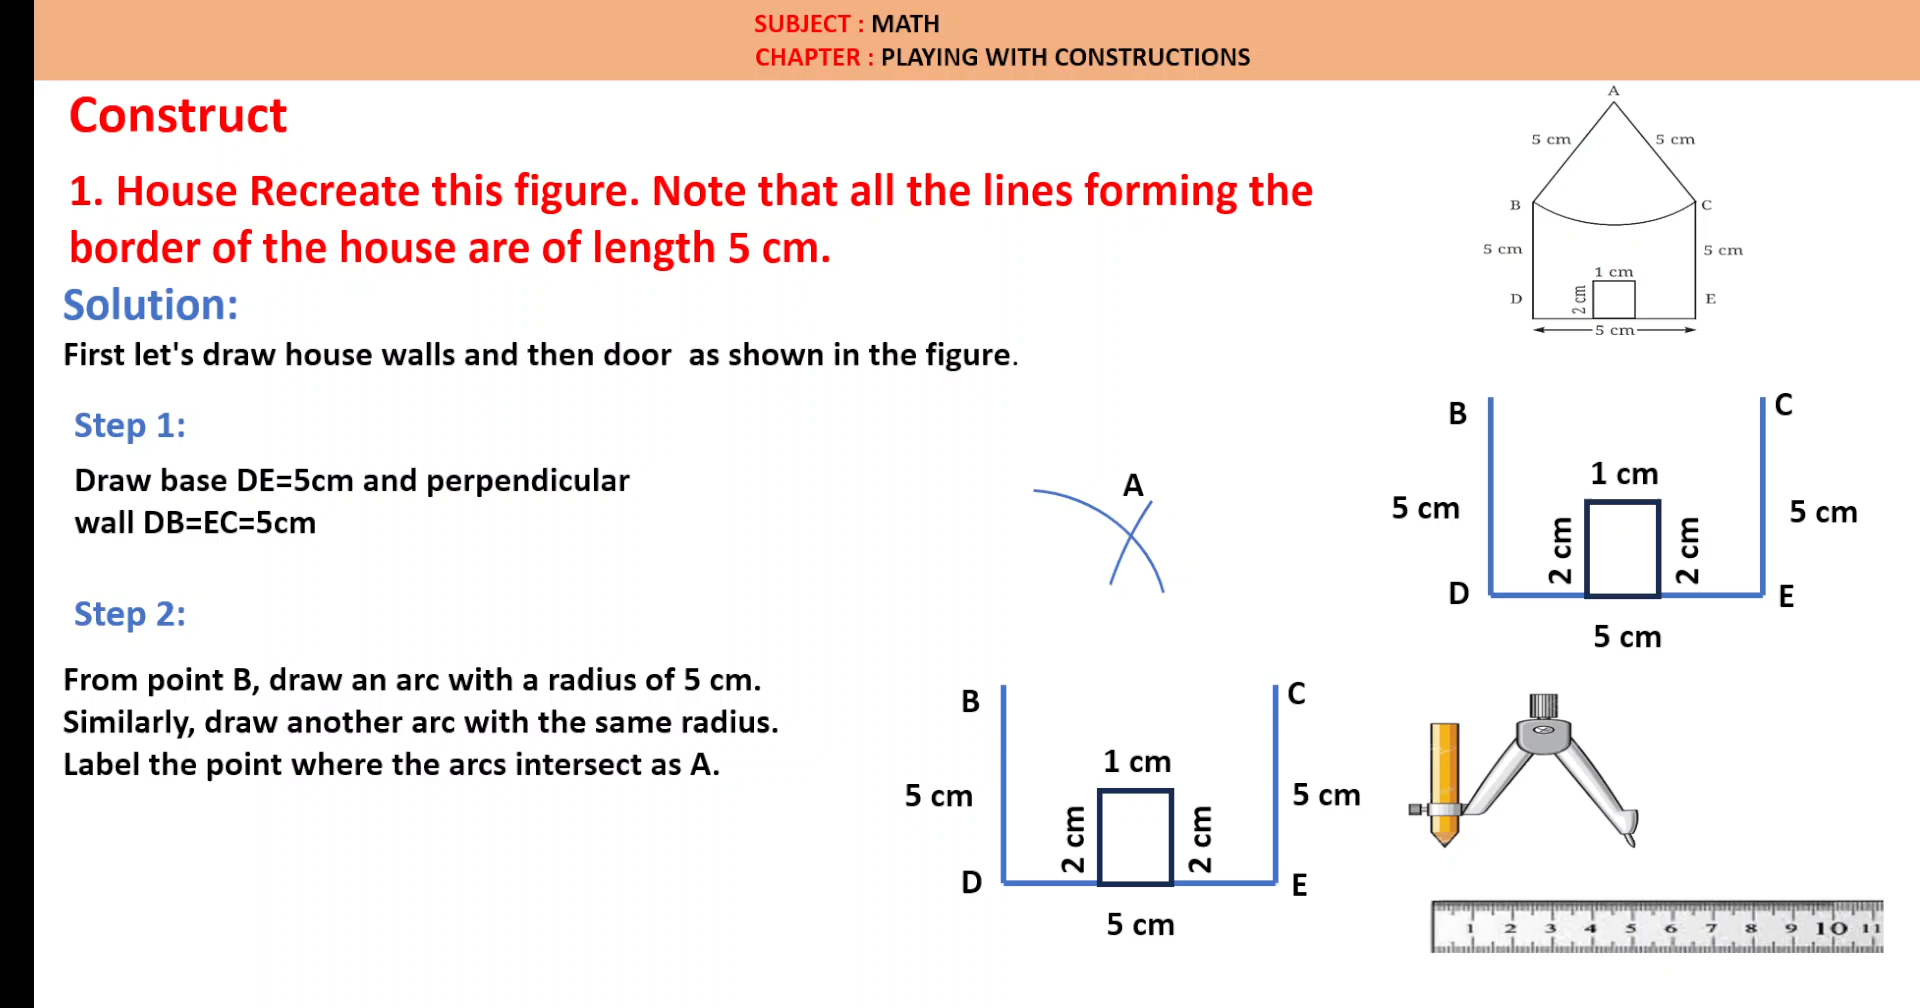 SUBJECT : MATH
CHAPTER : PLAYING WITH CONSTRUCTIONS
Construct
1. House Recreate this figure. Note that all the lines forming the
border of the house are of length 5 cm.
Solution:
First let's draw house walls and then door as shown in the figure.
Step 1:
Draw base DE=5cm and perpendicular
wall DB=EC=5cm
Step 2:
From point B, draw an arc with a radius of 5 cm.
Similarly, draw another arc with the same radius.
Label the point where the arcs intersect as A.
A
5 cm
5 cm
B
C
5 cm
5 cm
1 cm
2 cm
D
E
5 cm
B
C
1 cm
5 cm
2 cm
2 cm
5 cm
D
E
5 cm
A
B
C
1 cm
5 cm
2 cm
2 cm
5 cm
D
E
5 cm
1 2 3 4 5 6 7 8 9 10 11